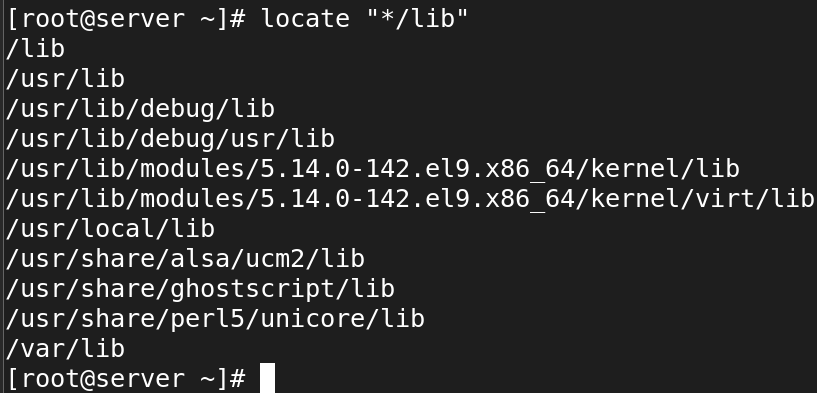 [root@server ~]# locate "*/lib"
/lib
/usr/lib
/usr/lib/debug/lib
/usr/lib/debug/usr/lib
/usr/lib/modules/5.14.0-142.el9.x86_64/kernel/lib
/usr/lib/modules/5.14.0-142.el9.x86_64/kernel/virt/lib
/usr/local/lib
/usr/share/alsa/ucm2/lib
/usr/share/ghostscript/lib
/usr/share/perl5/unicore/lib
/var/lib
[root@server ~]#